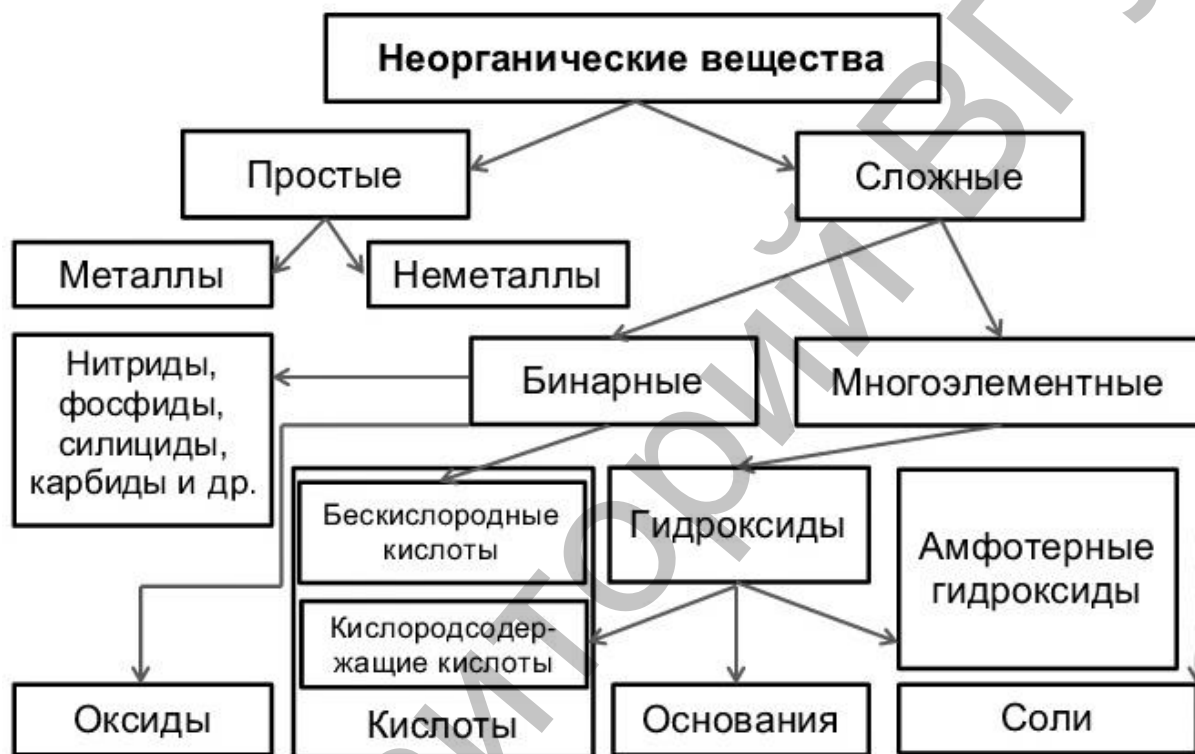 Неорганические вещества
Простые
Сложные
Металлы
Неметаллы
Нитриды,
фосфиды,
силициды,
карбиды и др.
Бинарные
Многоэлементные
Бескислородные
кислоты
Гидроксиды
Амфотерные
гидроксиды
Кислородсодер-
жащие кислоты
Оксиды
Кислоты
Основания
Соли